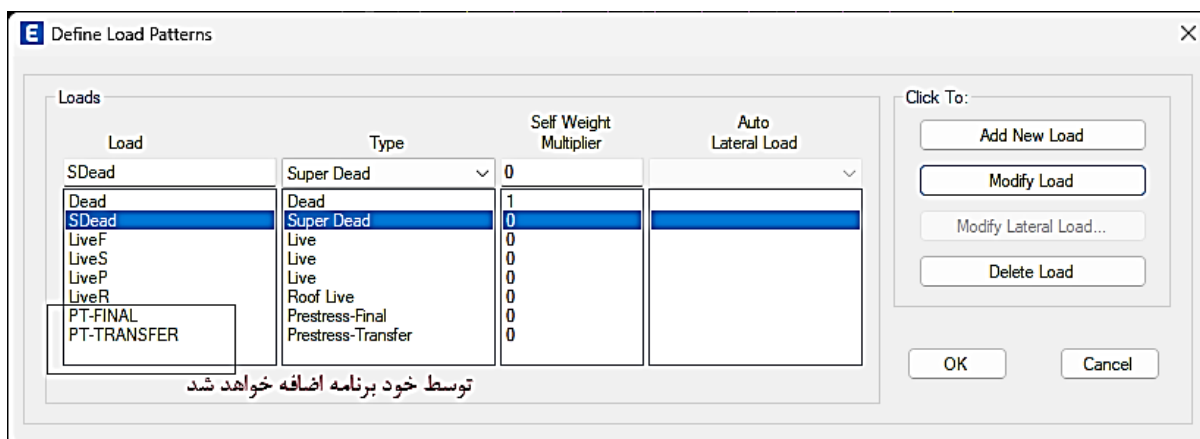 E Define Load Patterns
Loads
Click To:
Load Type Self Weight Multiplier Auto Lateral Load
SDead Super Dead 0
Dead Dead 1
SDead Super Dead 0
LiveF Live 0
LiveS Live 0
LiveP Live 0
LiveR Roof Live 0
PT-FINAL Prestress-Final 0
PT-TRANSFER Prestress-Transfer 0
توسط خود برنامه اضافه خواهد شد
Add New Load
Modify Load
Modify Lateral Load...
Delete Load
OK
Cancel